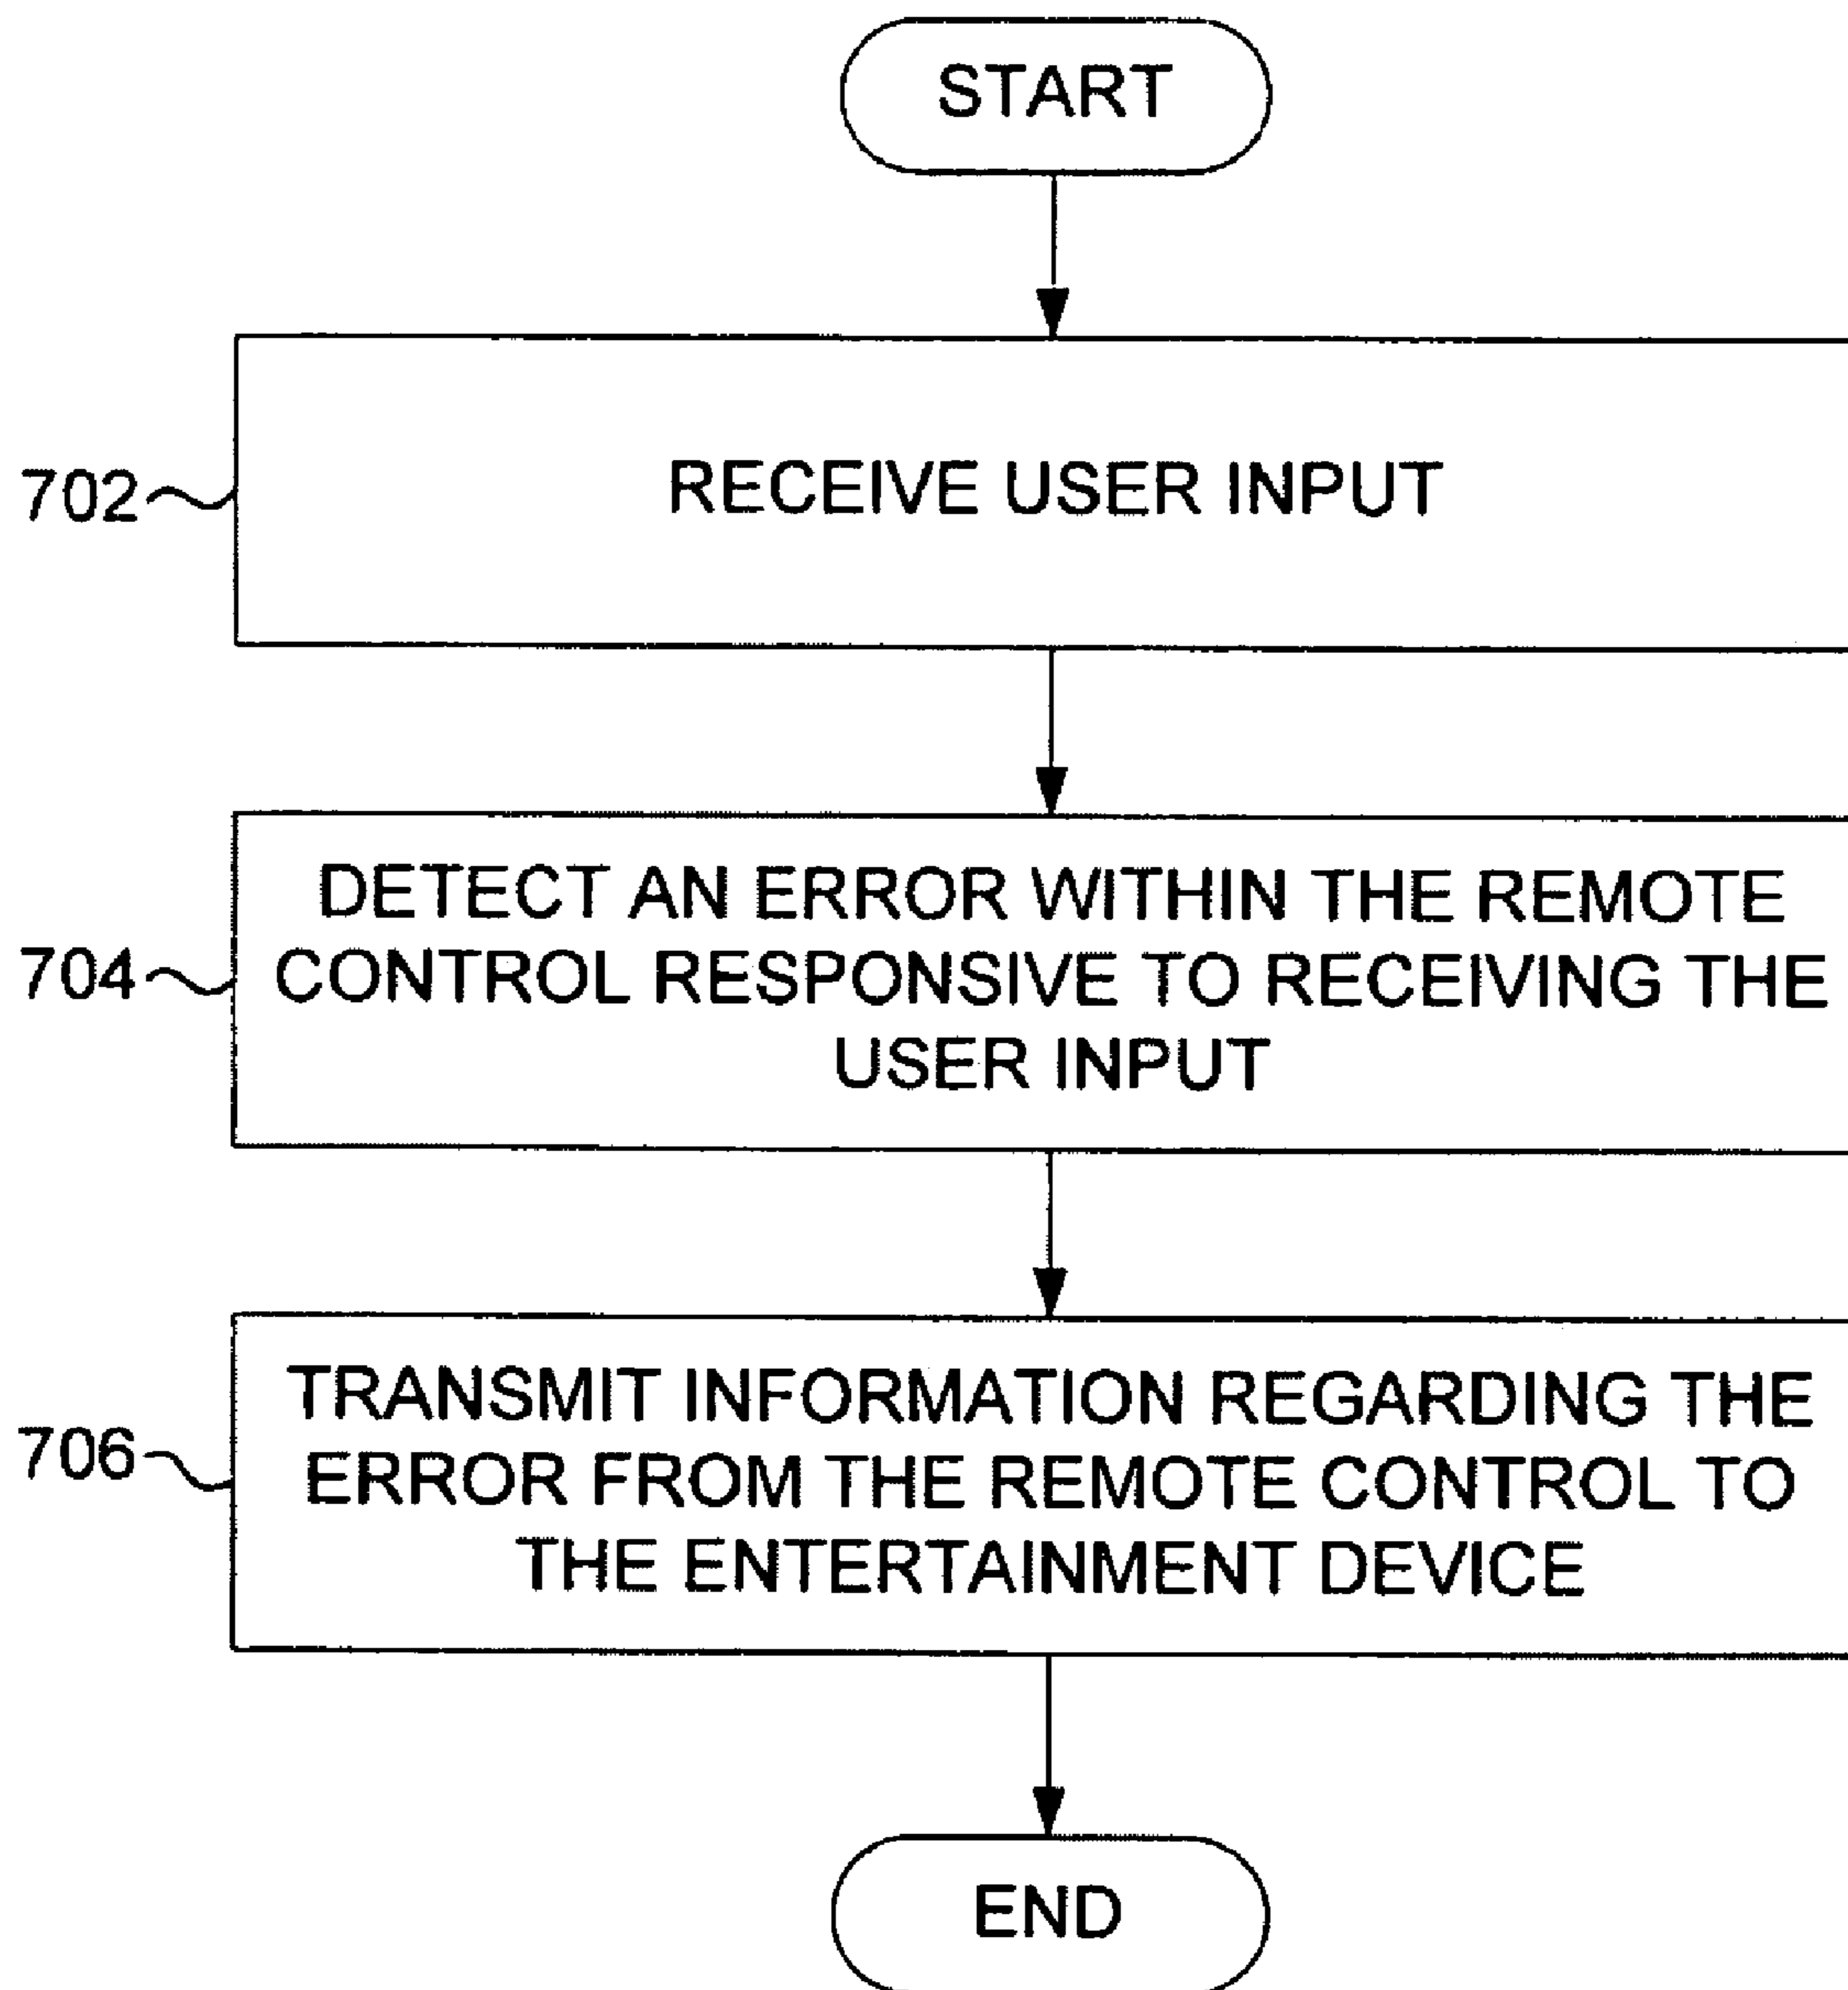 START
702
RECEIVE USER INPUT
704
DETECT AN ERROR WITHIN THE REMOTE
CONTROL RESPONSIVE TO RECEIVING THE
USER INPUT
706
TRANSMIT INFORMATION REGARDING THE
ERROR FROM THE REMOTE CONTROL TO
THE ENTERTAINMENT DEVICE
END